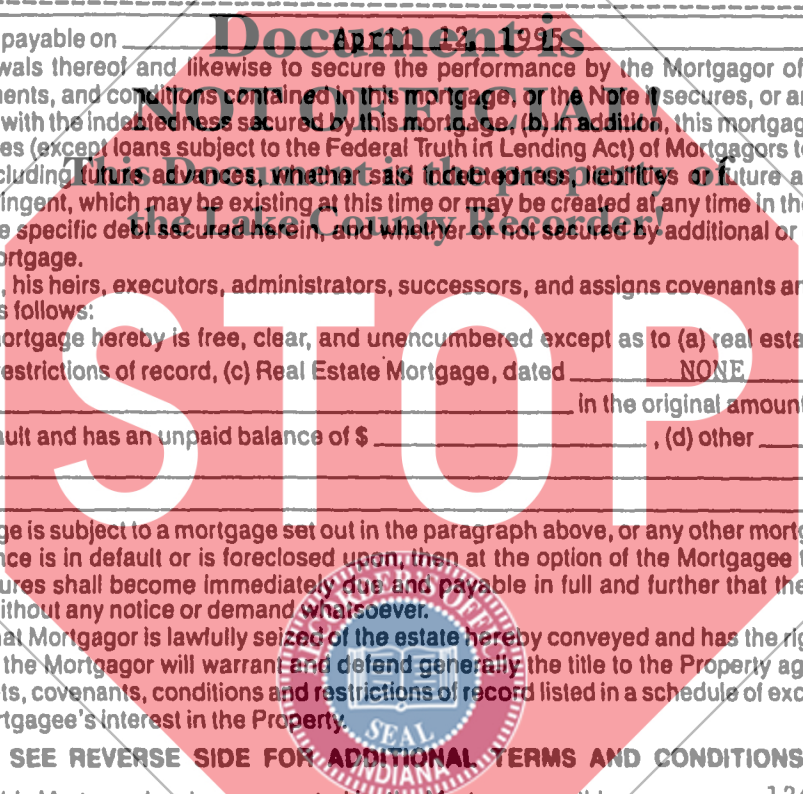 payable on April 12, 1995
Document is
wals thereof and likewise to secure the performance by the Mortgagor of
ments, and conditions contained in this mortgage, or the Note it secures, or an
NOT OFFICIAL!
with the indebtedness secured by this mortgage, (b) in addition, this mortgag
es (except loans subject to the Federal Truth in Lending Act) of Mortgagors to
This Document is the property of
cluding future advances, whether said indebtedness, liabilities or future a
ingent, which may be existing at this time or may be created at any time in the
the Lake County Recorder!
e specific debt secured herein, and whether or not secured by additional or
ortgage.
, his heirs, executors, administrators, successors, and assigns covenants an
s follows:
ortgage hereby is free, clear, and unencumbered except as to (a) real esta
estrictions of record, (c) Real Estate Mortgage, dated NONE
in the original amount
STOP
ault and has an unpaid balance of $ , (d) other
ge is subject to a mortgage set out in the paragraph above, or any other mortg
nce is in default or is foreclosed upon, then at the option of the Mortgagee
ures shall become immediately due and payable in full and further that the
ithout any notice or demand whatsoever.
at Mortgagor is lawfully seized of the estate hereby conveyed and has the rig
the Mortgagor will warrant and defend generally the title to the Property ag
ts, covenants, conditions and restrictions of record listed in a schedule of exc
rtgagee's interest in the Property.
SEAL
INDIANA
SEE REVERSE SIDE FOR ADDITIONAL TERMS AND CONDITIONS